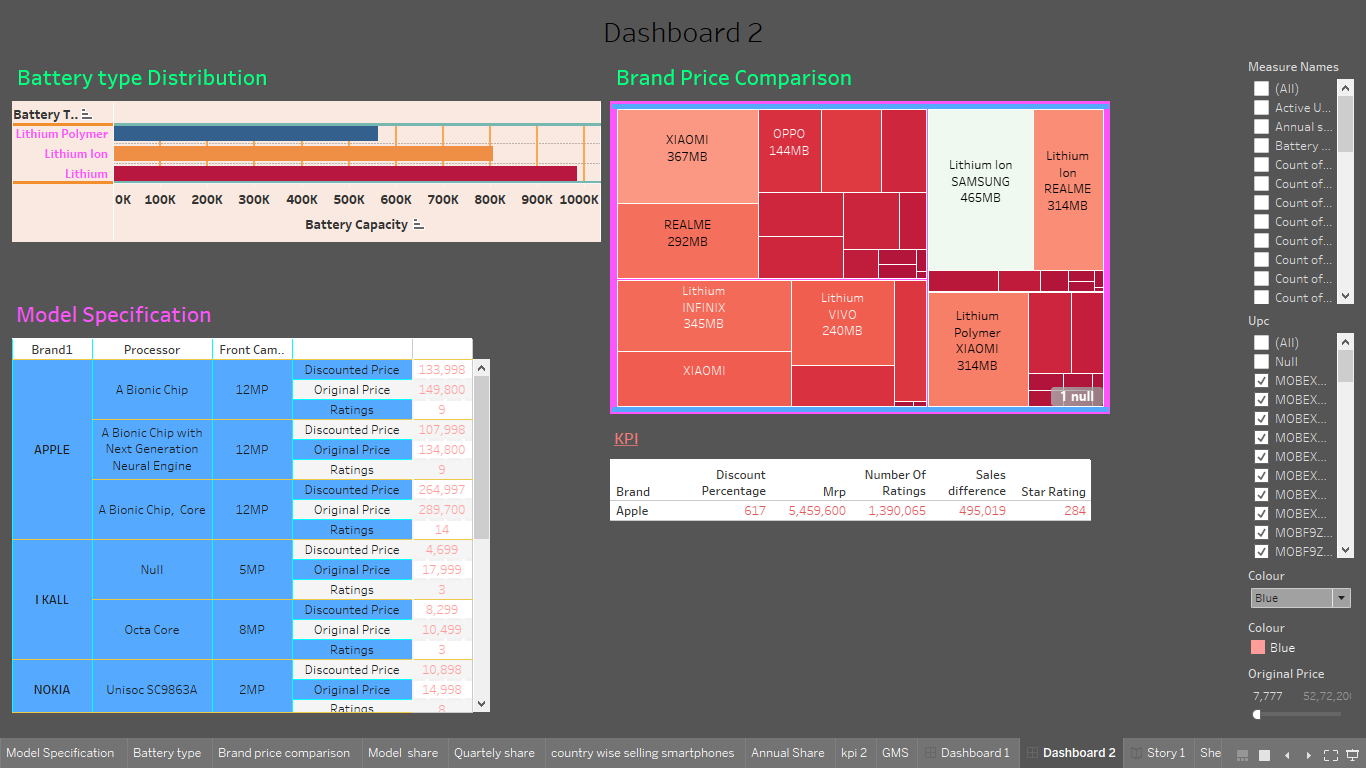 Dashboard 2
Battery type Distribution
Battery T..
Lithium Polymer
Lithium Ion
Lithium
0K 100K 200K 300K 400K 500K 600K 700K 800K 900K 1000K
Battery Capacity
Brand Price Comparison
XIAOMI
367MB
OPPO
144MB
REALME
292MB
Lithium Ion
SAMSUNG
465MB
Lithium
Ion
REALME
314MB
Lithium
INFINIX
345MB
Lithium
VIVO
240MB
XIAOMI
Lithium
Polymer
XIAOMI
314MB
1 null
Model Specification
Brand1 Processor Front Cam..
APPLE
A Bionic Chip 12MP
Discounted Price 133,998
Original Price 149,800
Ratings 9
A Bionic Chip with
Next Generation
Neural Engine
12MP
Discounted Price 107,998
Original Price 134,800
Ratings 9
A Bionic Chip, Core 12MP
Discounted Price 264,997
Original Price 289,700
Ratings 14
I KALL
Null 5MP
Discounted Price 4,699
Original Price 17,999
Ratings 3
Octa Core 8MP
Discounted Price 8,299
Original Price 10,499
Ratings 3
NOKIA
Unisoc SC9863A 2MP
Discounted Price 10,898
Original Price 14,998
Ratings 8
KPI
Brand
Discount
Percentage
Mrp
Number Of
Ratings
Sales
difference
Star Rating
Apple 617 5,459,600 1,390,065 495,019 284
Measure Names
(All)
Active U...
Annual s...
Battery ...
Count of...
Count of...
Count of...
Count of...
Count of...
Count of...
Count of...
Count of...
Upc
(All)
Null
MOBEX...
MOBEX...
MOBEX...
MOBEX...
MOBEX...
MOBEX...
MOBEX...
MOBEX...
MOBF9Z...
MOBF9Z...
Colour
Blue
Colour
Blue
Original Price
7,777
Model Specification Battery type Brand price comparison Model share Quartely share country wise selling smartphones Annual Share kpi 2 GMS Dashboard 1 Dashboard 2 Story 1 She